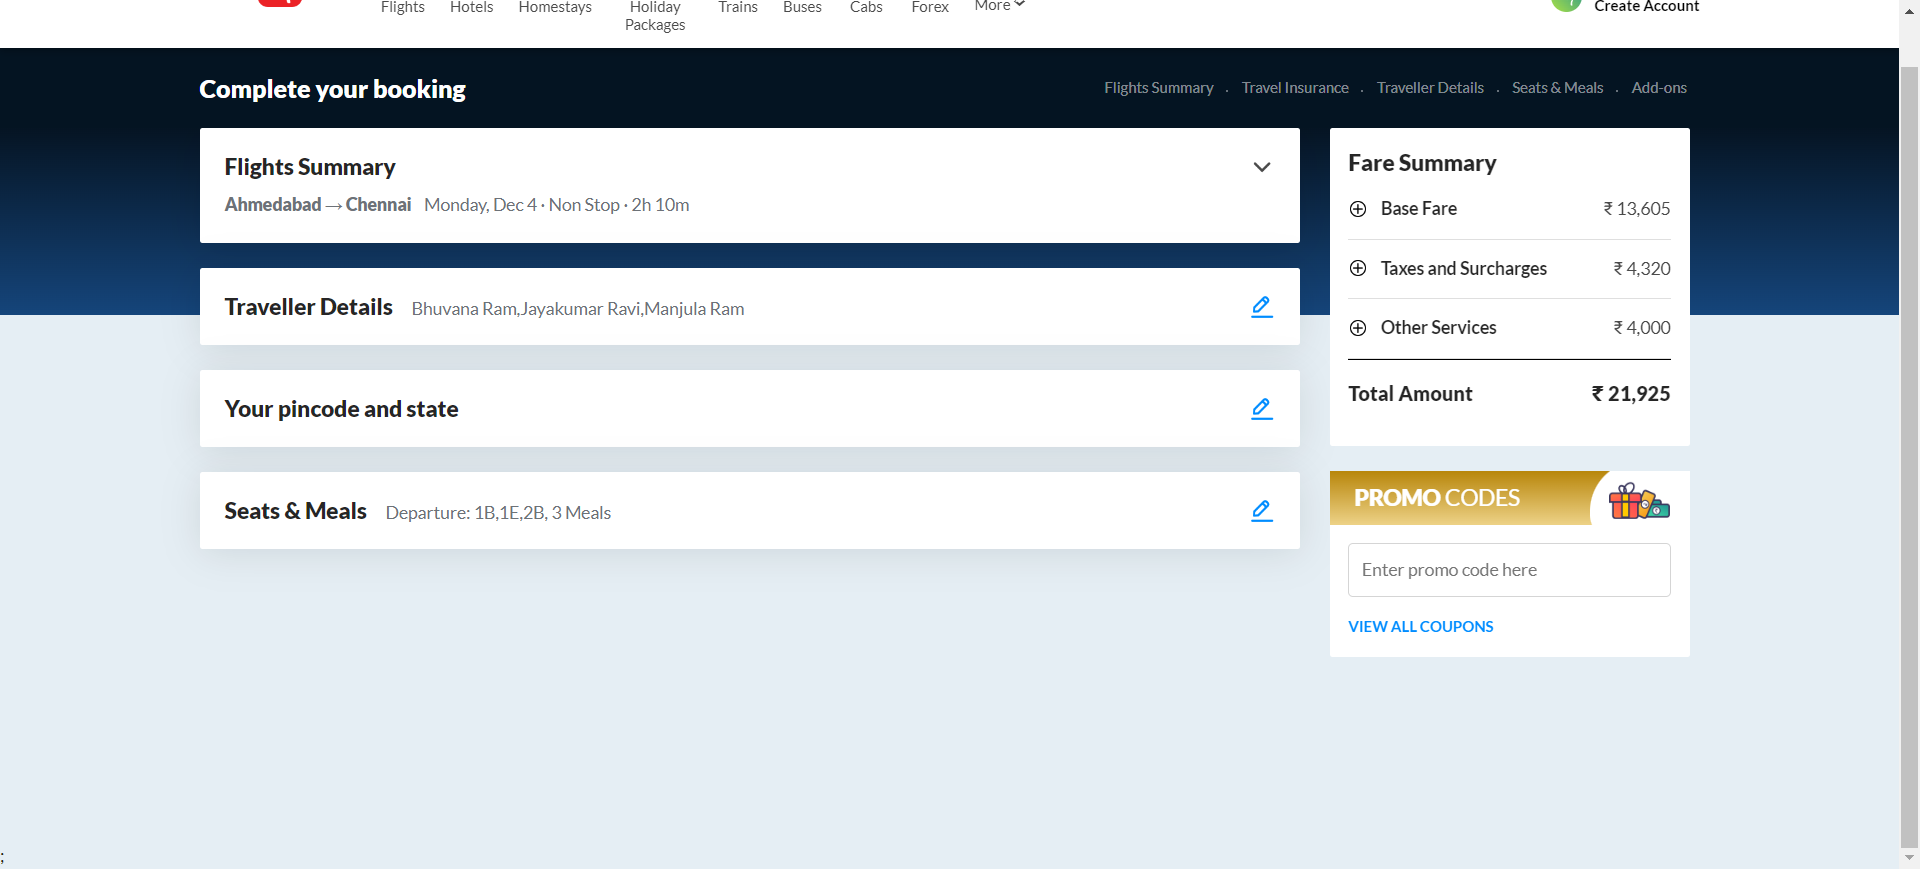 Flights Hotels Homestays Holiday Packages Trains Buses Cabs Forex More Create Account
Complete your booking
Flights Summary . Travel Insurance . Traveller Details . Seats & Meals . Add-ons
Flights Summary
Ahmedabad → Chennai Monday, Dec 4 · Non Stop · 2h 10m
Traveller Details Bhuvana Ram,Jayakumar Ravi,Manjula Ram
Your pincode and state
Seats & Meals Departure: 1B,1E,2B, 3 Meals
Fare Summary
Base Fare ₹ 13,605
Taxes and Surcharges ₹ 4,320
Other Services ₹ 4,000
Total Amount ₹ 21,925
PROMO CODES
Enter promo code here
VIEW ALL COUPONS
;